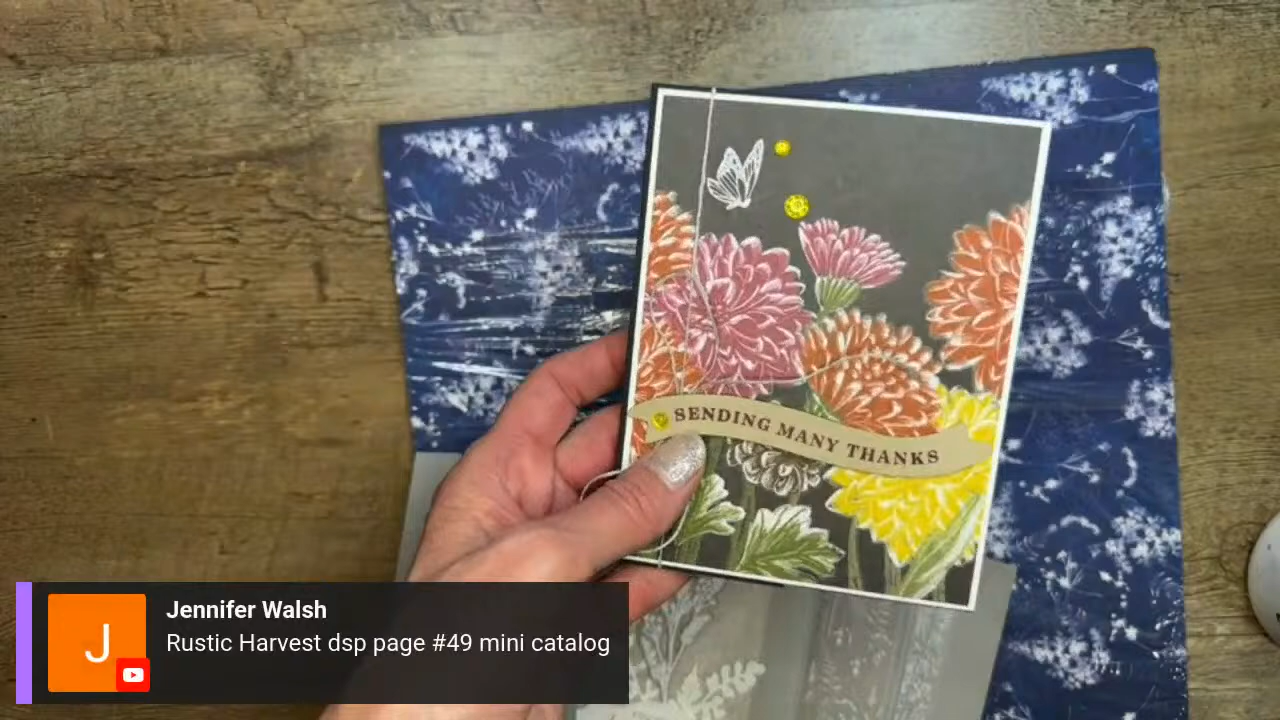 SENDING MANY THANKS
J
Jennifer Walsh
Rustic Harvest dsp page #49 mini catalog